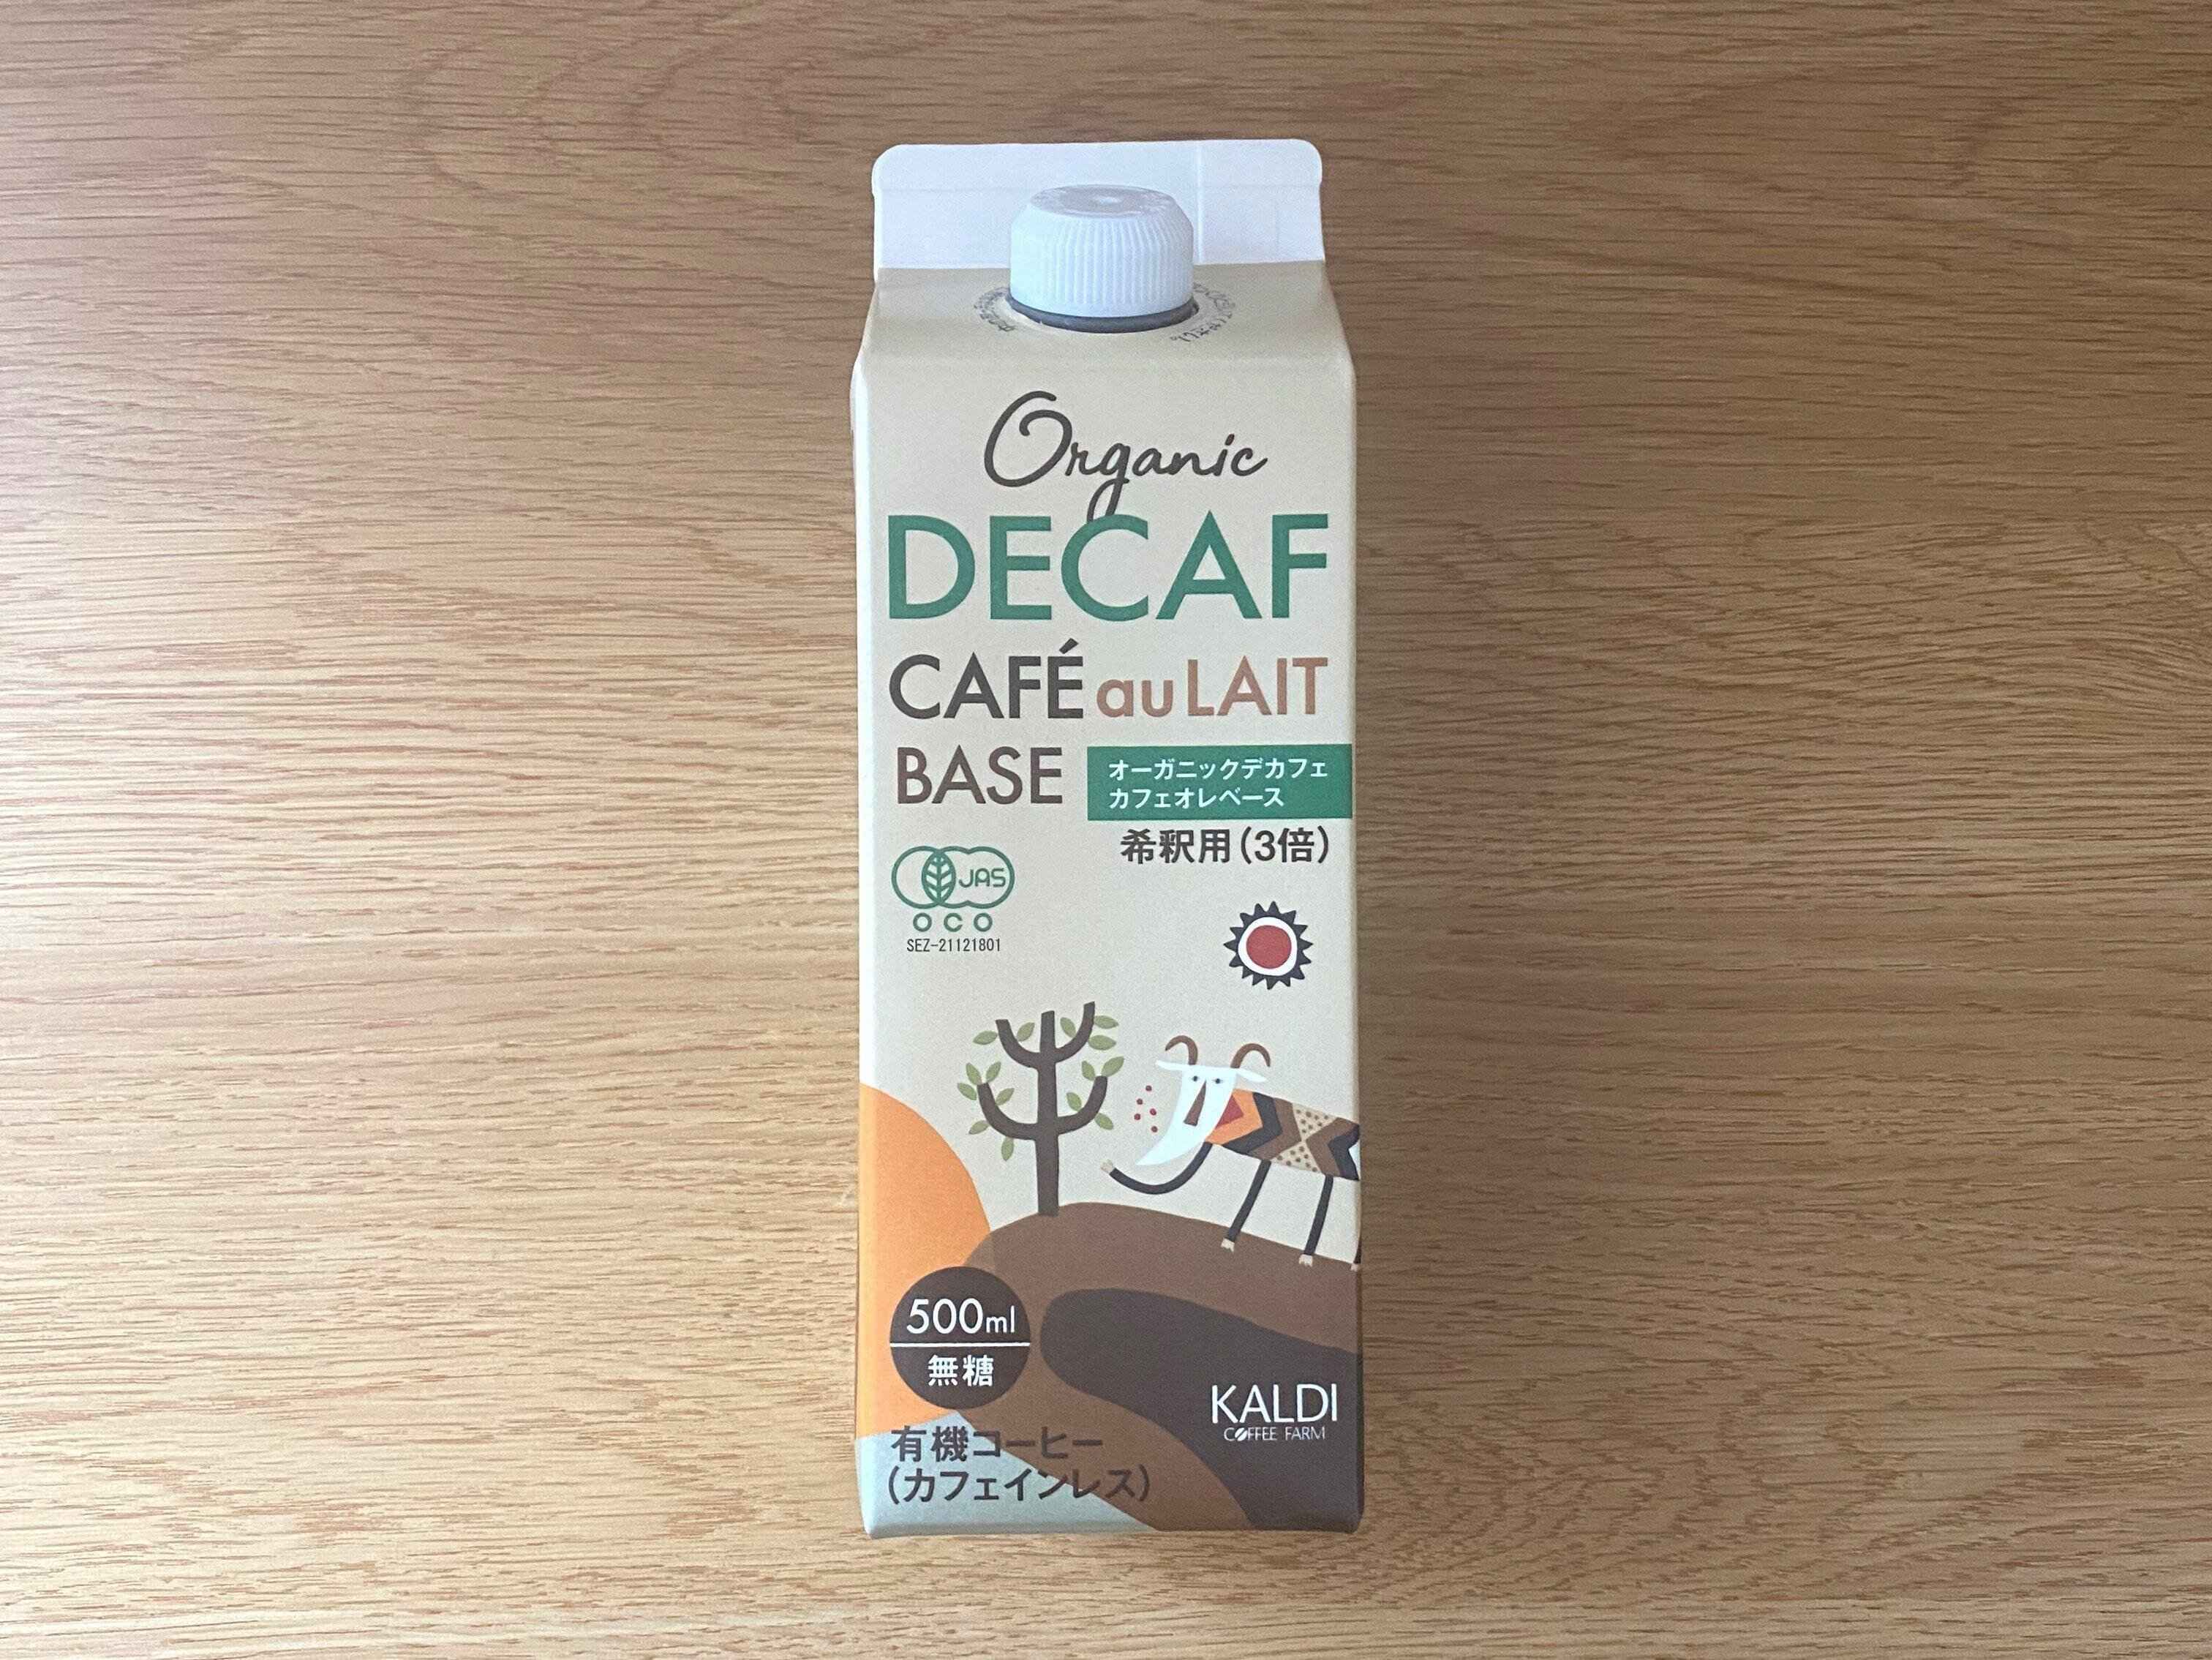 Organic
DECAF
CAFÉ au LAIT
BASE
オーガニックデカフェ
カフェオレベース
希釈用(3倍)
JAS
OCO
SEZ-21121801
500ml
無糖
KALDI
COFFEE FARM
有機コーヒー
(カフェインレス)